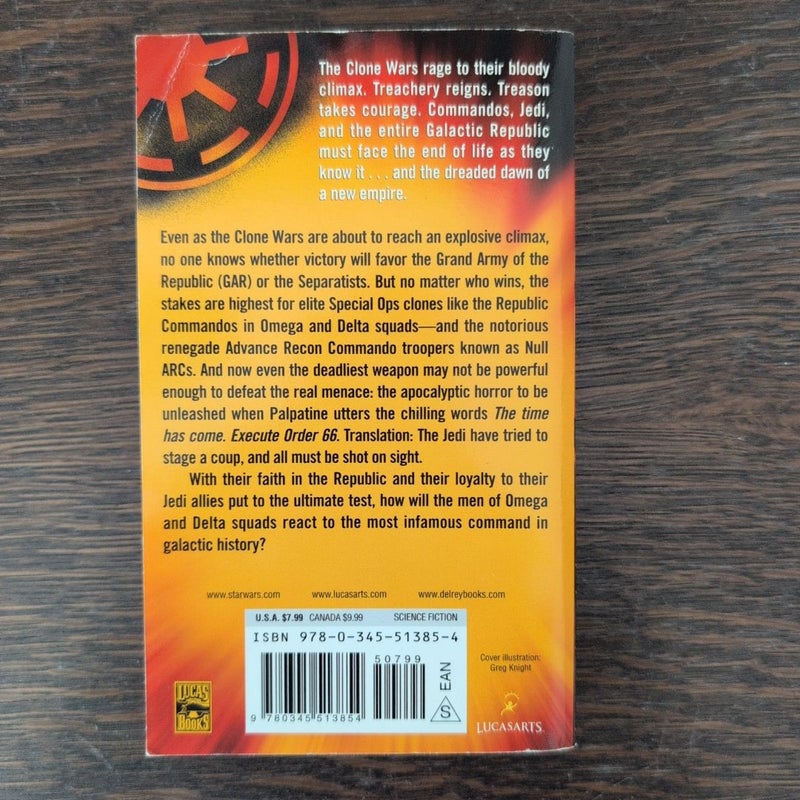 The Clone Wars rage to their bloody
climax. Treachery reigns. Treason
takes courage. Commandos, Jedi,
and the entire Galactic Republic
must face the end of life as they
know it . . . and the dreaded dawn of
a new empire.
Even as the Clone Wars are about to reach an explosive climax,
no one knows whether victory will favor the Grand Army of the
Republic (GAR) or the Separatists. But no matter who wins, the
stakes are highest for elite Special Ops clones like the Republic
Commandos in Omega and Delta squads—and the notorious
renegade Advance Recon Commando troopers known as Null
ARCs. And now even the deadliest weapon may not be powerful
enough to defeat the real menace: the apocalyptic horror to be
unleashed when Palpatine utters the chilling words The time
has come. Execute Order 66. Translation: The Jedi have tried to
stage a coup, and all must be shot on sight.
With their faith in the Republic and their loyalty to their
Jedi allies put to the ultimate test, how will the men of Omega
and Delta squads react to the most infamous command in
galactic history?
www.starwars.com www.lucasarts.com www.delreybooks.com
U.S.A. $7.99 CANADA $9.99 SCIENCE FICTION
ISBN 978-0-345-51385-4
50799
9 780345 513854
S EAN
Cover illustration:
Greg Knight
LUCAS
BOOKS
LUCASARTS